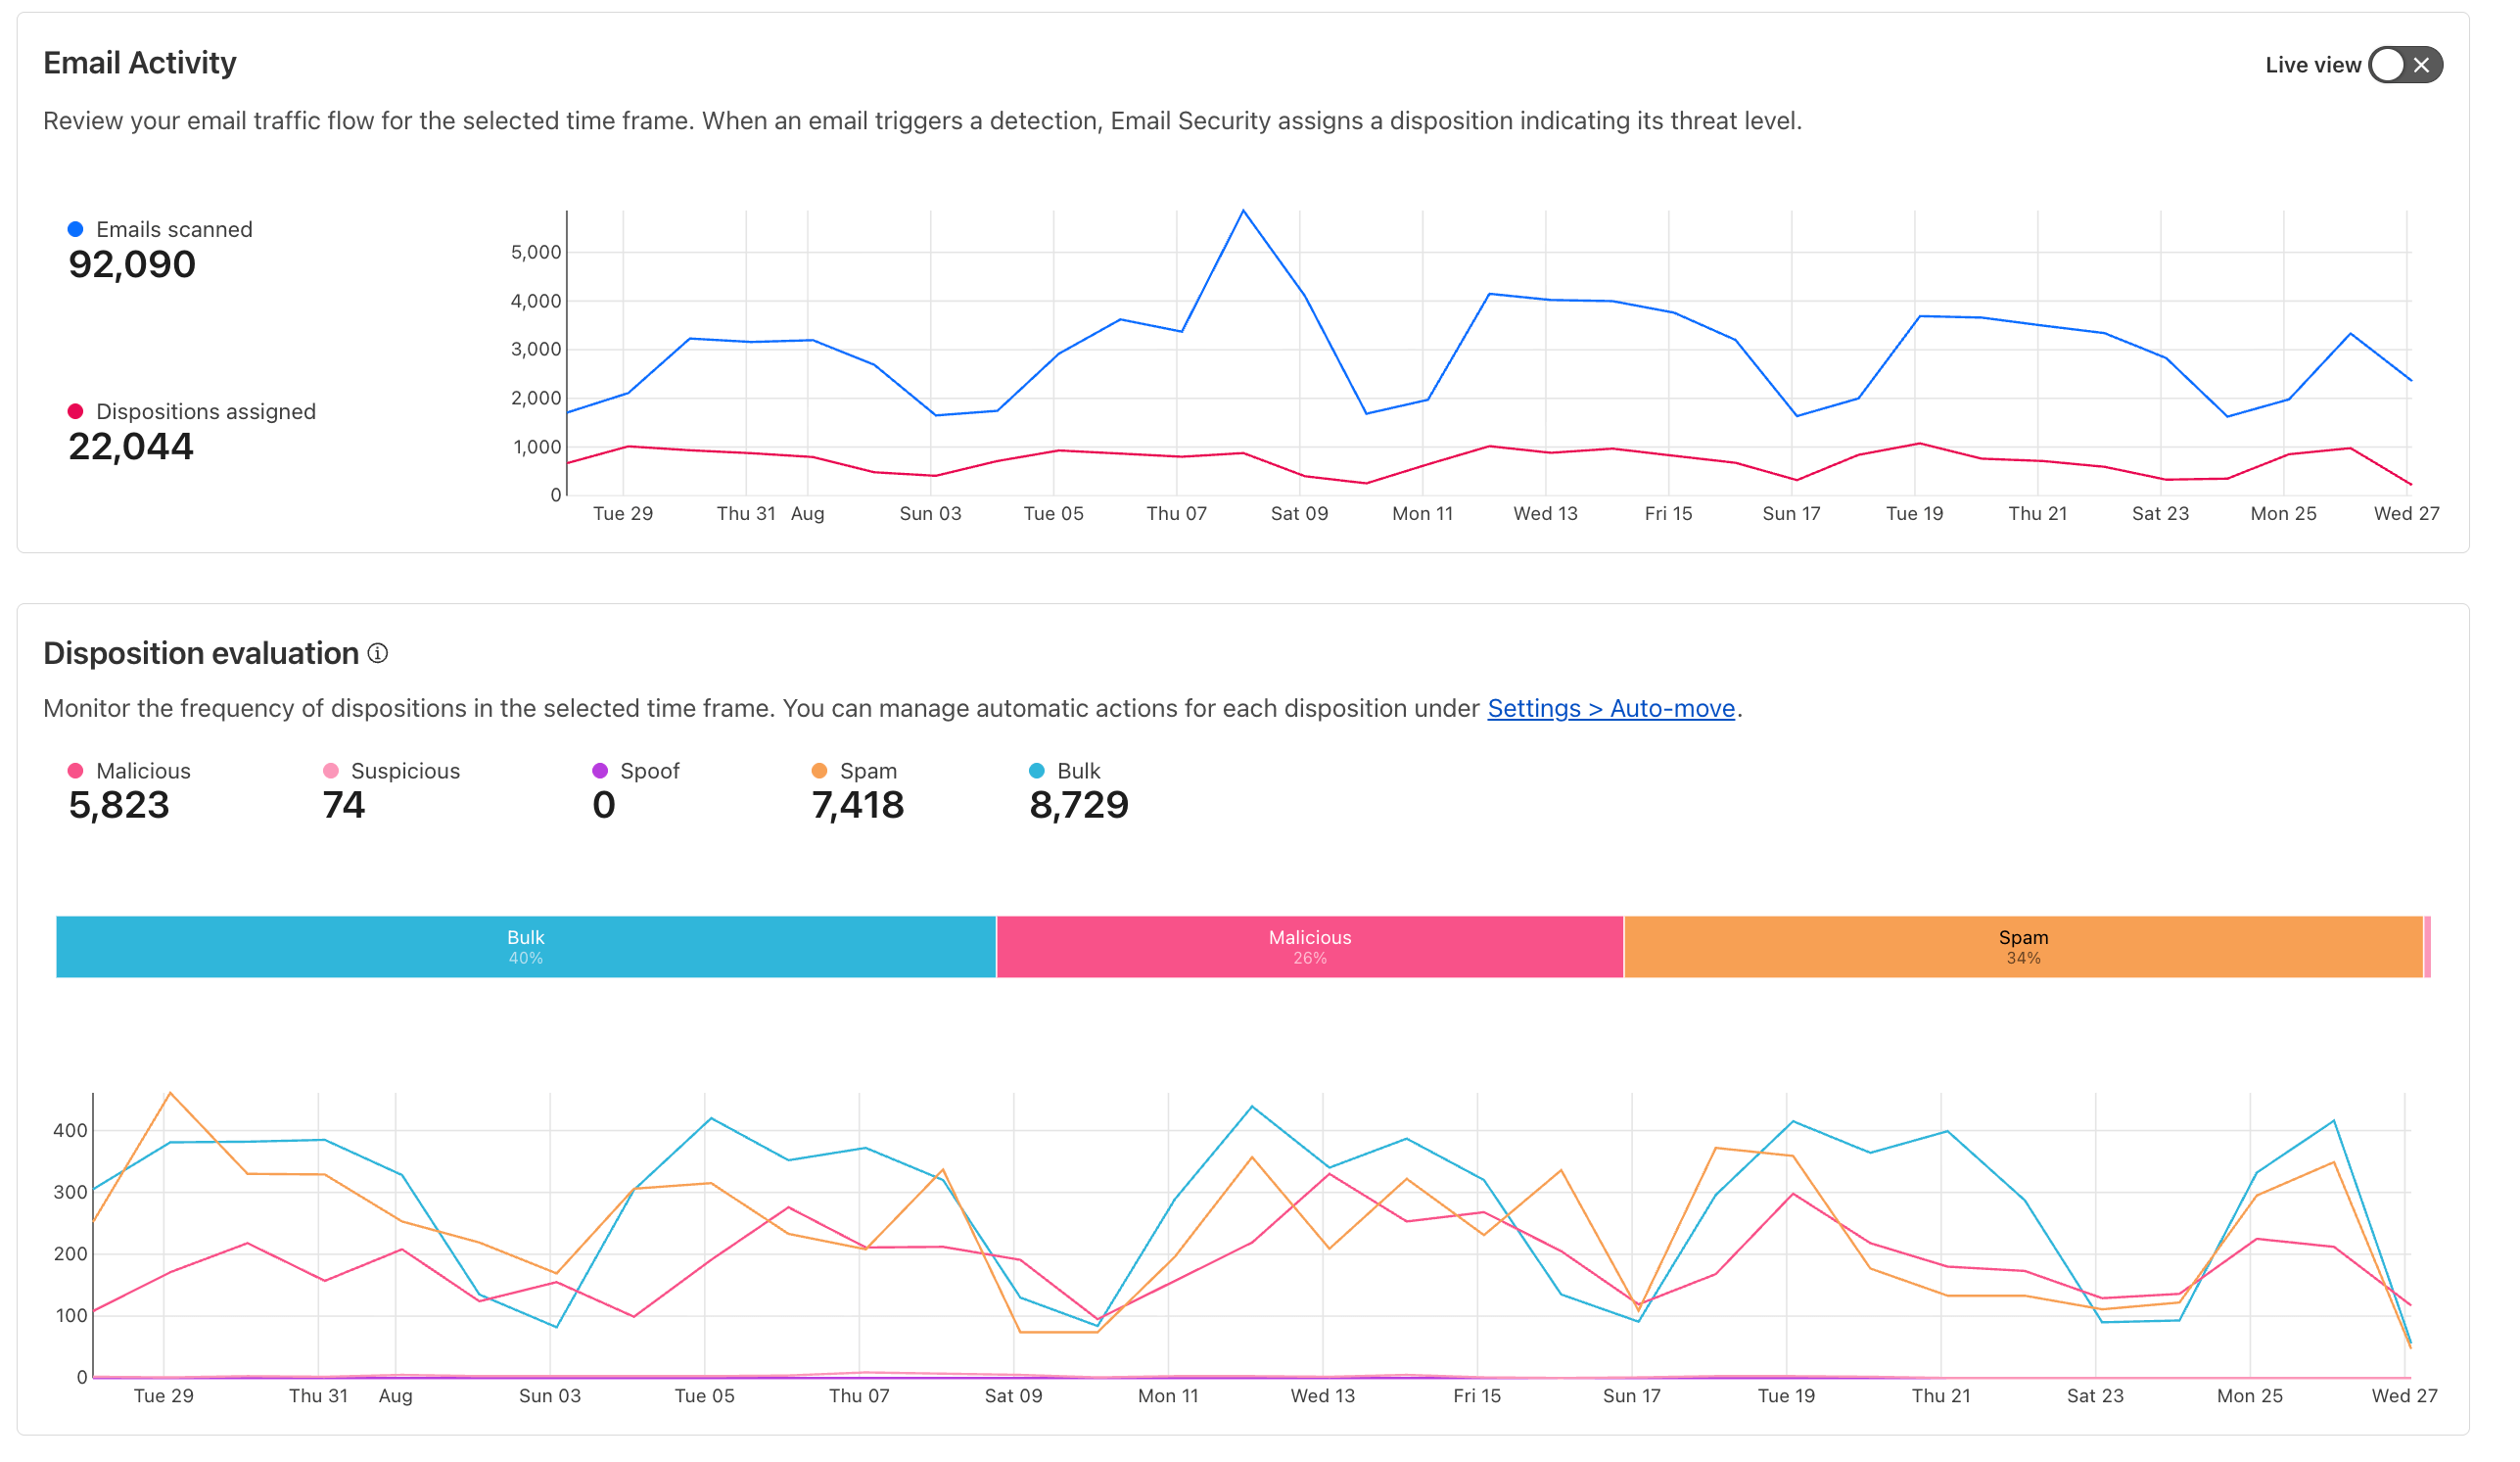 Email Activity
Live view
Review your email traffic flow for the selected time frame. When an email triggers a detection, Email Security assigns a disposition indicating its threat level.
Emails scanned
92,090
Dispositions assigned
22,044
5,000
4,000
3,000
2,000
1,000
0
Tue 29 Thu 31 Aug Sun 03 Tue 05 Thu 07 Sat 09 Mon 11 Wed 13 Fri 15 Sun 17 Tue 19 Thu 21 Sat 23 Mon 25 Wed 27
Disposition evaluation
Monitor the frequency of dispositions in the selected time frame. You can manage automatic actions for each disposition under Settings > Auto-move.
Malicious Suspicious Spoof Spam Bulk
5,823 74 0 7,418 8,729
Bulk Malicious Spam
40% 26% 34%
400
300
200
100
0
Tue 29 Thu 31 Aug Sun 03 Tue 05 Thu 07 Sat 09 Mon 11 Wed 13 Fri 15 Sun 17 Tue 19 Thu 21 Sat 23 Mon 25 Wed 27